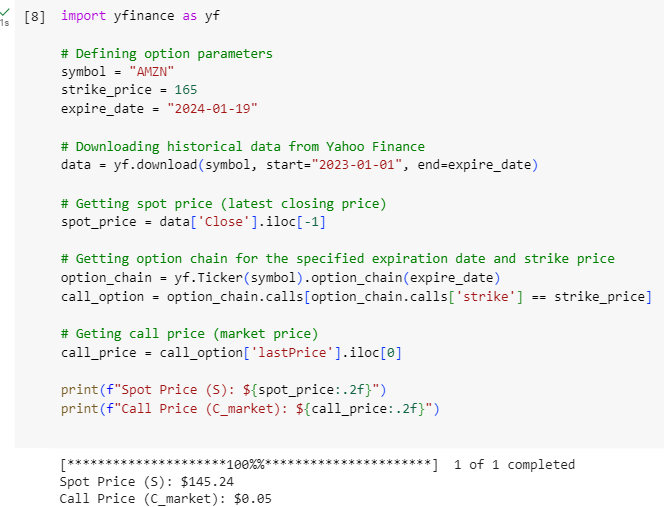 1s [8] import yfinance as yf
# Defining option parameters
symbol = "AMZN"
strike_price = 165
expire_date = "2024-01-19"
# Downloading historical data from Yahoo Finance
data = yf.download(symbol, start="2023-01-01", end=expire_date)
# Getting spot price (latest closing price)
spot_price = data['Close'].iloc[-1]
# Getting option chain for the specified expiration date and strike price
option_chain = yf.Ticker(symbol).option_chain(expire_date)
call_option = option_chain.calls[option_chain.calls['strike'] == strike_price]
# Geting call price (market price)
call_price = call_option['lastPrice'].iloc[0]
print(f"Spot Price (S): ${spot_price:.2f}")
print(f"Call Price (C_market): ${call_price:.2f}")
[*********************100%%**********************]  1 of 1 completed
Spot Price (S): $145.24
Call Price (C_market): $0.05